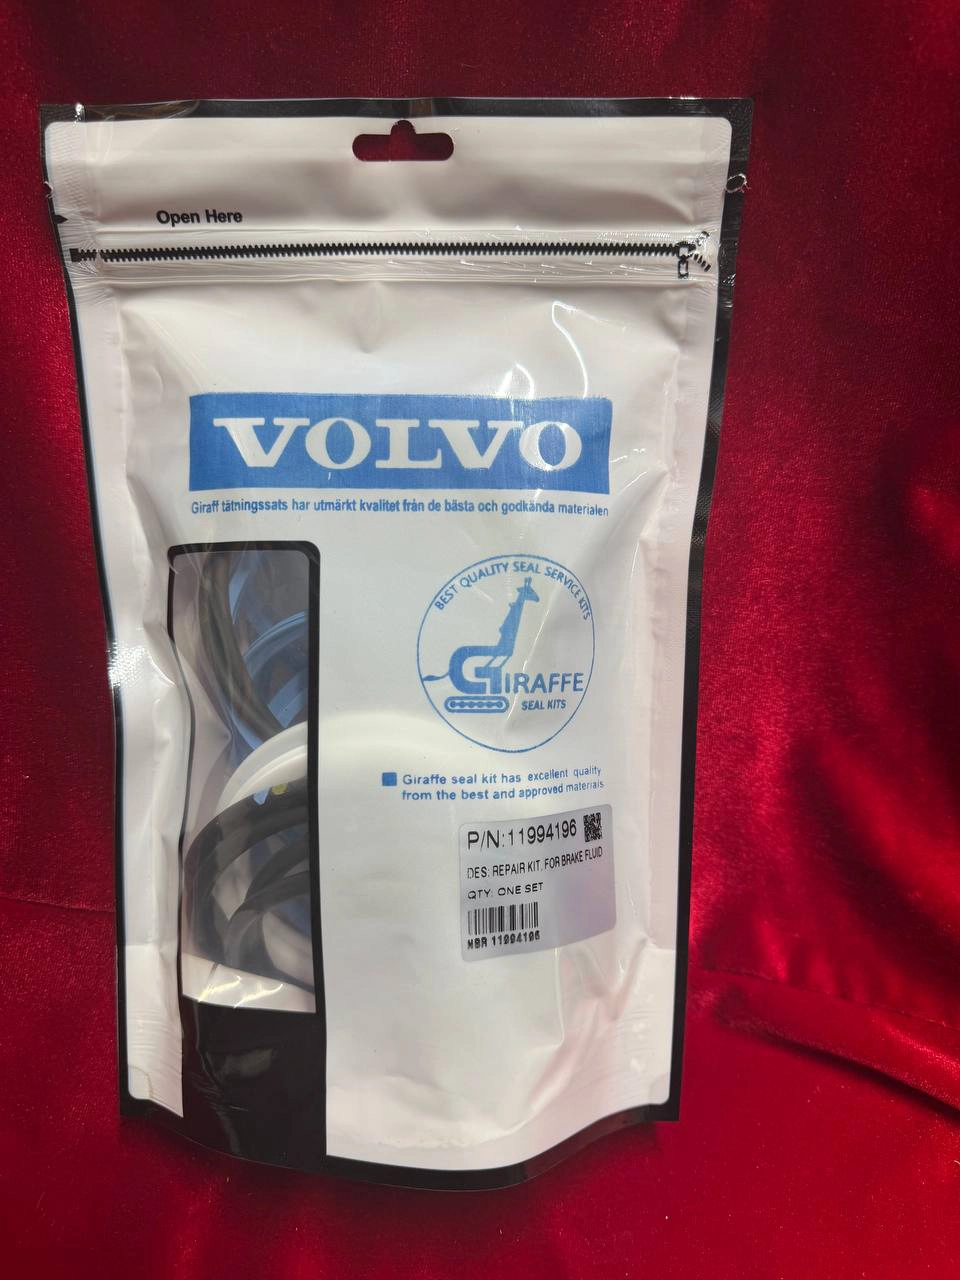 Open Here
VOLVO
Giraff tätningssats har utmärkt kvalitet från de bästa och godkända materialen
BEST QUALITY SEAL SERVICE KITS
GIRAFFE
SEAL KITS
Giraffe seal kit has excellent quality
from the best and approved materials
P/N:11994196
DES: REPAIR KIT, FOR BRAKE FLUID
QTY: ONE SET
NBR 11994196